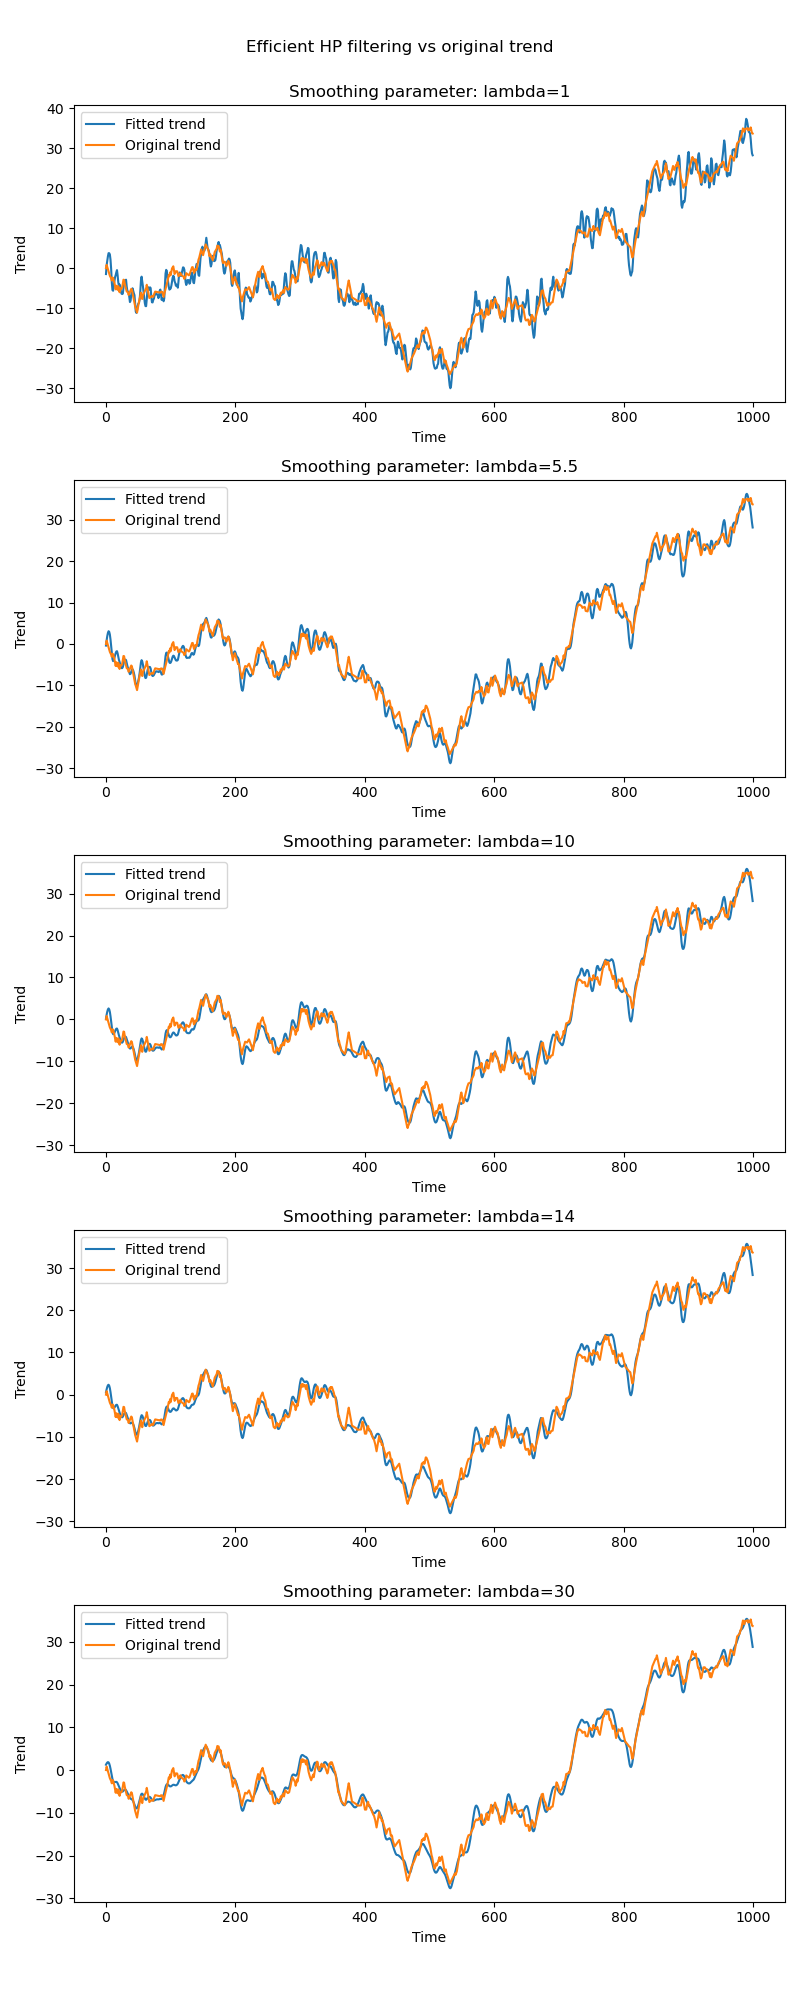 Efficient HP filtering vs original trend
Smoothing parameter: lambda=1
Fitted trend
Original trend
40
30
20
10
0
−10
−20
−30
Trend
0 200 400 600 800 1000
Time
Smoothing parameter: lambda=5.5
Fitted trend
Original trend
30
20
10
0
−10
−20
−30
Trend
0 200 400 600 800 1000
Time
Smoothing parameter: lambda=10
Fitted trend
Original trend
30
20
10
0
−10
−20
−30
Trend
0 200 400 600 800 1000
Time
Smoothing parameter: lambda=14
Fitted trend
Original trend
30
20
10
0
−10
−20
−30
Trend
0 200 400 600 800 1000
Time
Smoothing parameter: lambda=30
Fitted trend
Original trend
30
20
10
0
−10
−20
−30
Trend
0 200 400 600 800 1000
Time